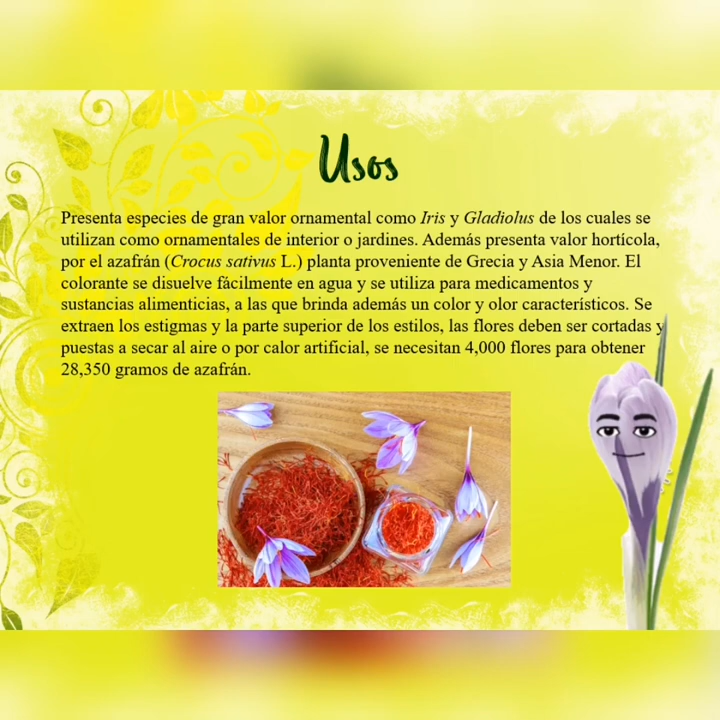 Usos
Presenta especies de gran valor ornamental como Iris y Gladiolus de los cuales se
utilizan como ornamentales de interior o jardines. Además presenta valor hortícola,
por el azafrán (Crocus sativus L.) planta proveniente de Grecia y Asia Menor. El
colorante se disuelve fácilmente en agua y se utiliza para medicamentos y
sustancias alimenticias, a las que brinda además un color y olor característicos. Se
extraen los estigmas y la parte superior de los estilos, las flores deben ser cortadas y
puestas a secar al aire o por calor artificial, se necesitan 4,000 flores para obtener
28,350 gramos de azafrán.